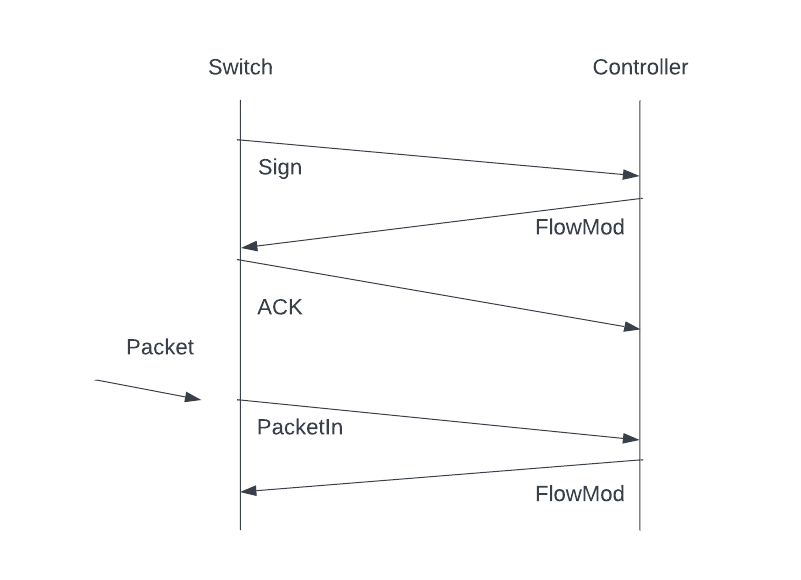 Switch
Controller
Sign
FlowMod
ACK
Packet
PacketIn
FlowMod